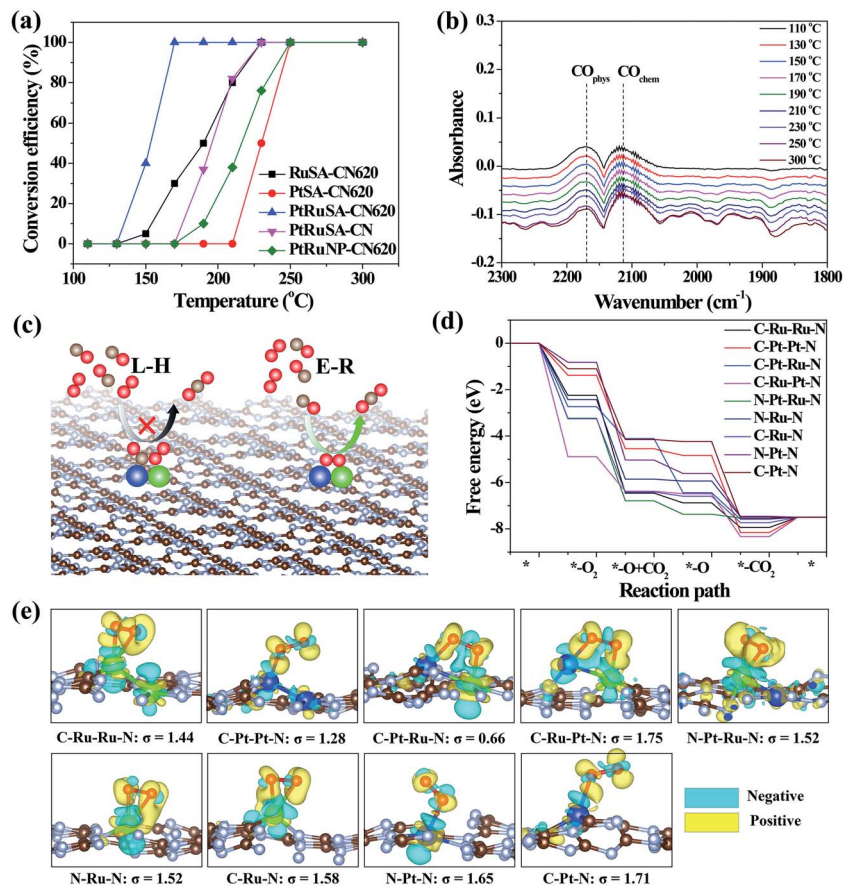 (a)
100
80
60
40
20
0
Conversion efficiency (%)
RuSA-CN620
PtSA-CN620
PtRuSA-CN620
PtRuSA-CN
PtRuNP-CN620
100
150
200
250
300
Temperature (°C)
(b)
0.3
0.2
0.1
0.0
-0.1
-0.2
Absorbance
COphys
COchem
110 °C
130 °C
150 °C
170 °C
190 °C
210 °C
230 °C
250 °C
300 °C
2300
2200
2100
2000
1900
1800
Wavenumber (cm⁻¹)
(c)
L-H
E-R
(d)
0
-2
-4
-6
-8
Free energy (eV)
C-Ru-Ru-N
C-Pt-Pt-N
C-Pt-Ru-N
C-Ru-Pt-N
N-Pt-Ru-N
N-Ru-N
C-Ru-N
N-Pt-N
C-Pt-N
*
*-O₂
*-O+CO₂
*-O
*-CO₂
*
Reaction path
(e)
C-Ru-Ru-N: σ = 1.44
C-Pt-Pt-N: σ = 1.28
C-Pt-Ru-N: σ = 0.66
C-Ru-Pt-N: σ = 1.75
N-Pt-Ru-N: σ = 1.52
N-Ru-N: σ = 1.52
C-Ru-N: σ = 1.58
N-Pt-N: σ = 1.65
C-Pt-N: σ = 1.71
Negative
Positive